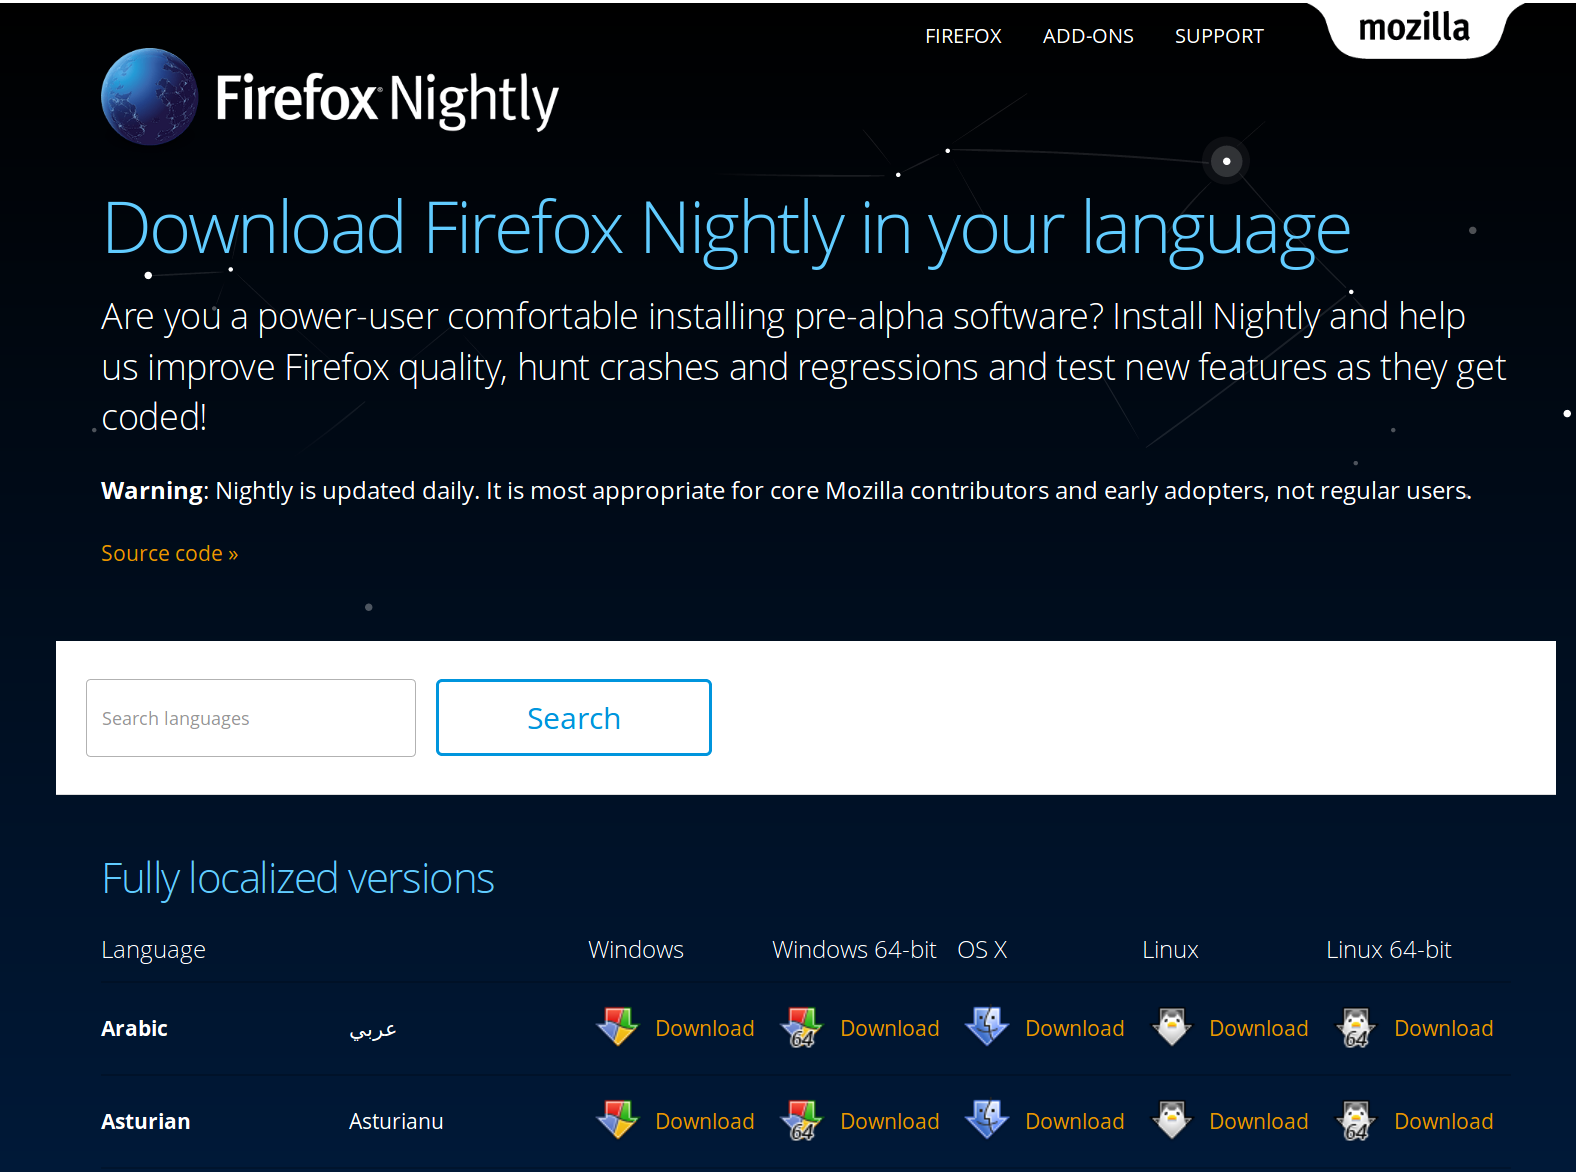 FIREFOX ADD-ONS SUPPORT mozilla
Firefox Nightly
Download Firefox Nightly in your language
Are you a power-user comfortable installing pre-alpha software? Install Nightly and help
us improve Firefox quality, hunt crashes and regressions and test new features as they get
coded!
Warning: Nightly is updated daily. It is most appropriate for core Mozilla contributors and early adopters, not regular users.
Source code »
Search languages Search
Fully localized versions
Language Windows Windows 64-bit OS X Linux Linux 64-bit
Arabic عربي Download 64 Download Download Download 64 Download
Asturian Asturianu Download 64 Download Download Download 64 Download